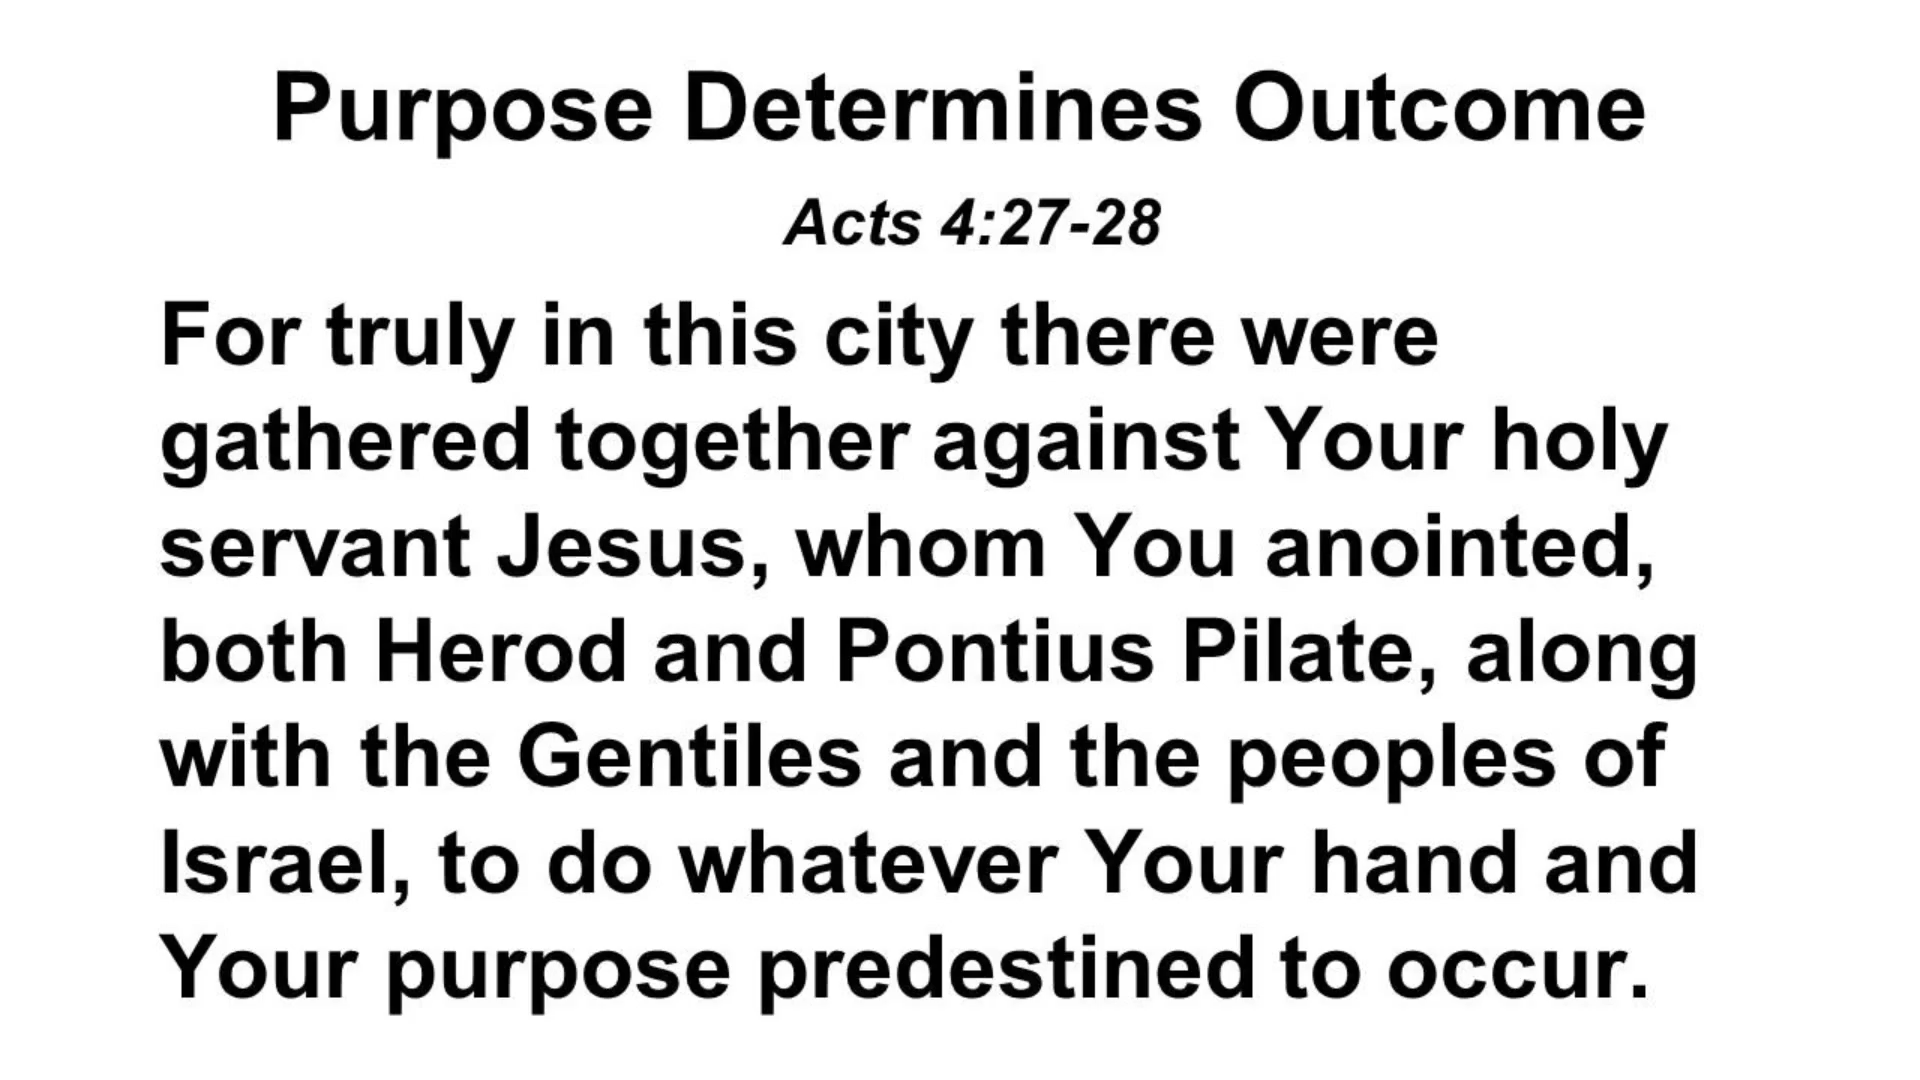 Purpose Determines Outcome
Acts 4:27-28
For truly in this city there were
gathered together against Your holy
servant Jesus, whom You anointed,
both Herod and Pontius Pilate, along
with the Gentiles and the peoples of
Israel, to do whatever Your hand and
Your purpose predestined to occur.